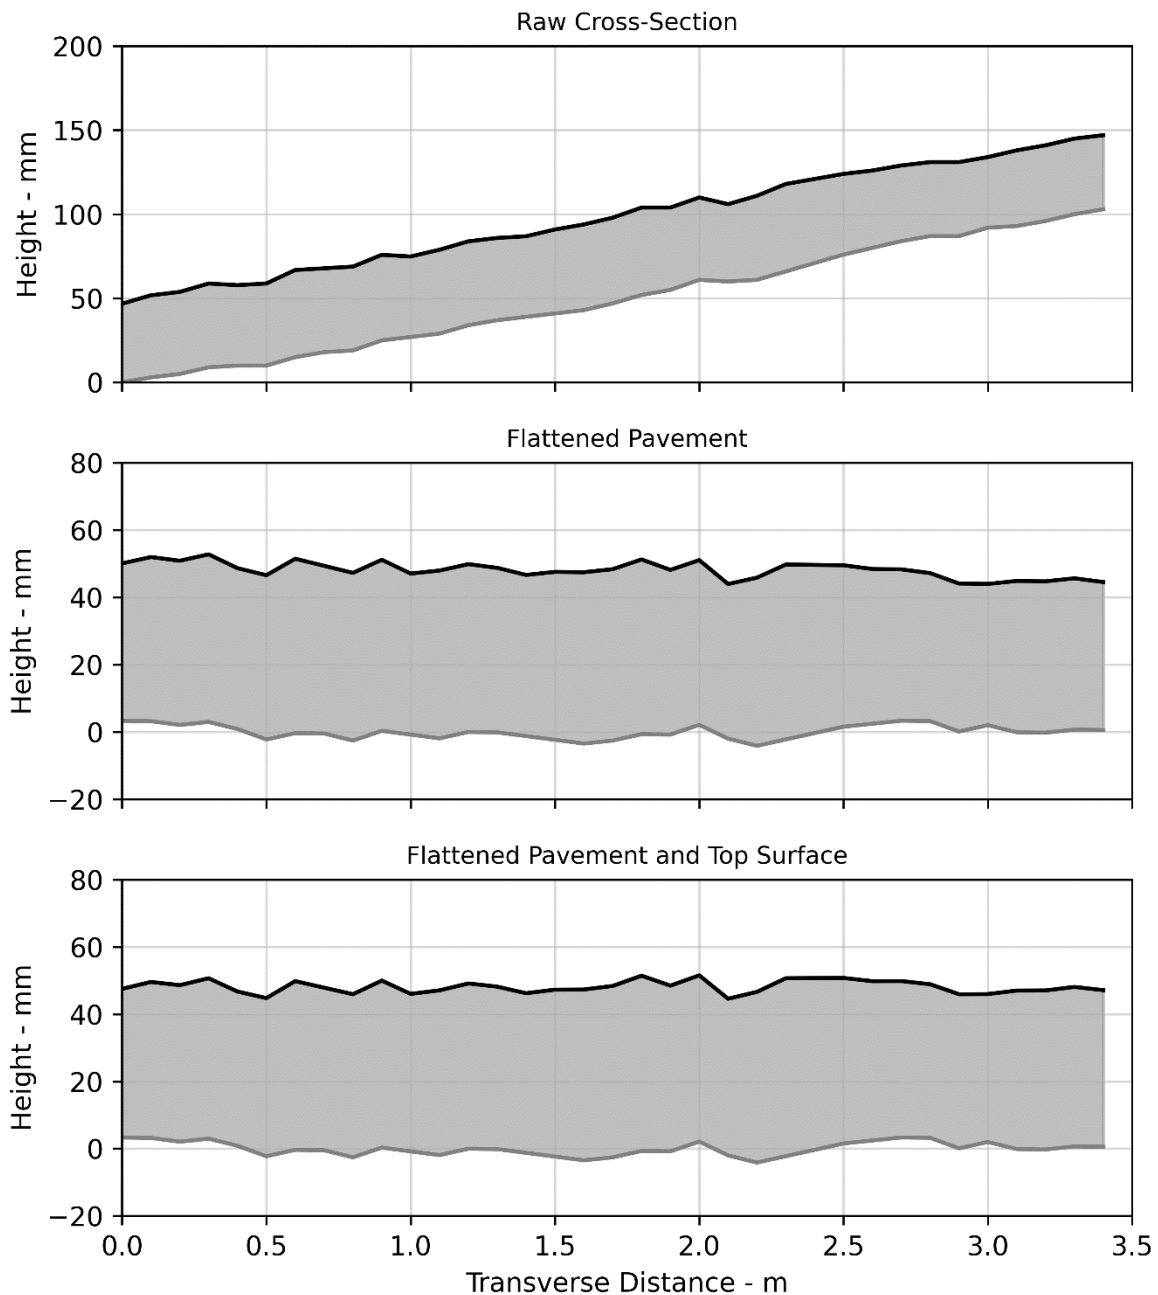 Raw Cross-Section
200
150
100
50
0
Height - mm
Flattened Pavement
80
60
40
20
0
−20
Height - mm
Flattened Pavement and Top Surface
80
60
40
20
0
−20
Height - mm
0.0 0.5 1.0 1.5 2.0 2.5 3.0 3.5
Transverse Distance - m